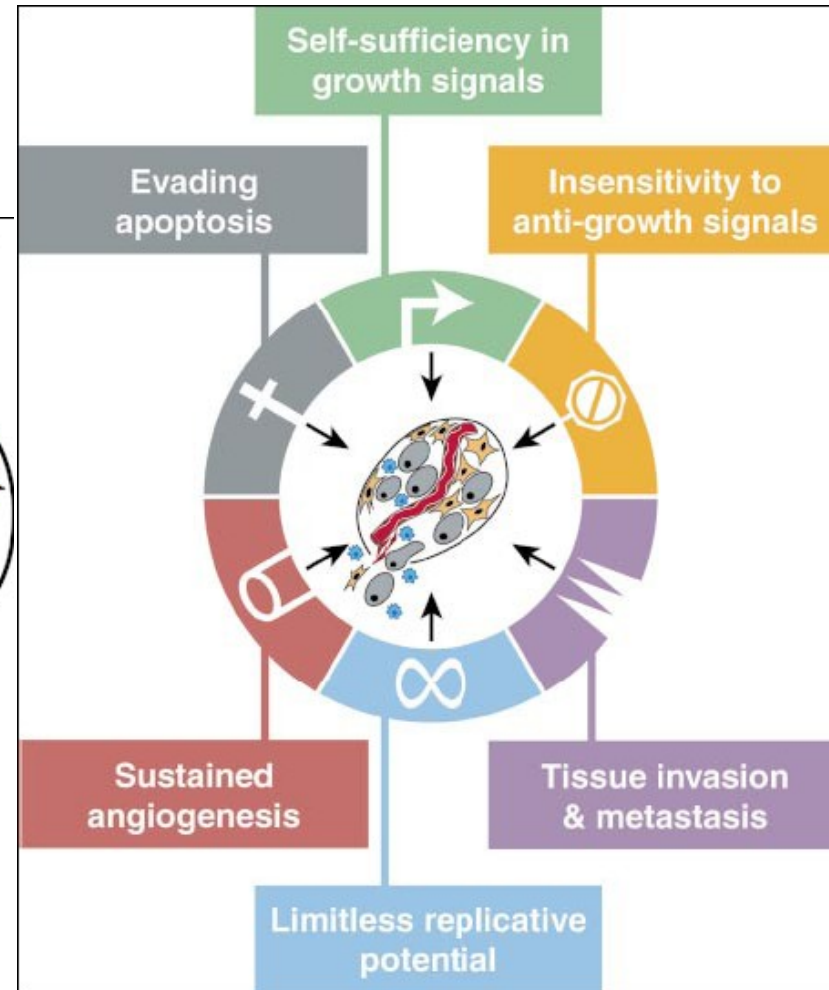 Self-sufficiency in
growth signals
Evading
apoptosis
Insensitivity to
anti-growth signals
Sustained
angiogenesis
Tissue invasion
& metastasis
Limitless replicative
potential